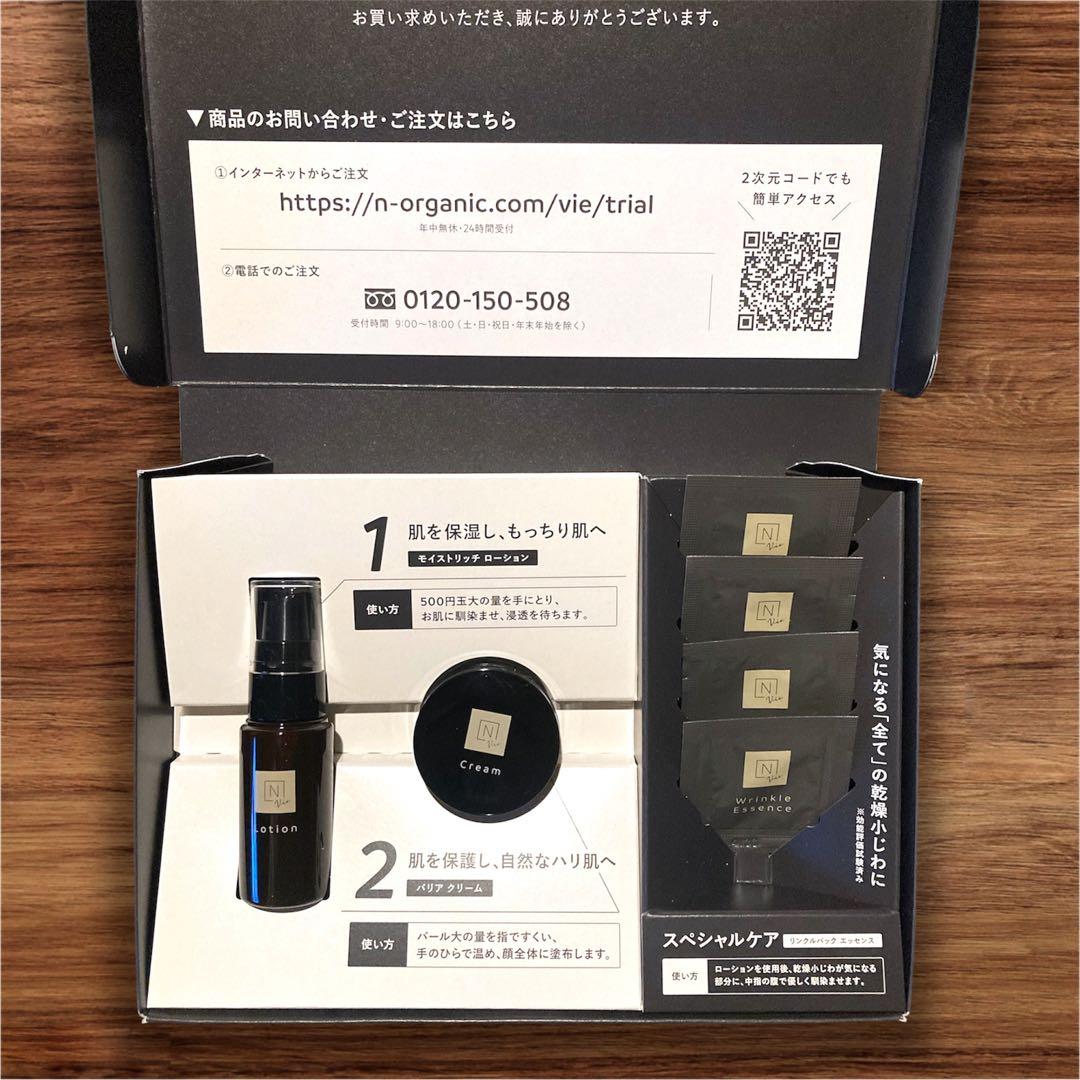 お買い求めいただき、誠にありがとうございます。
▼商品のお問い合わせ・ご注文はこちら
①インターネットからご注文
https://n-organic.com/vie/trial
年中無休・24時間受付
②電話でのご注文
0120-150-508
受付時間 9:00〜18:00(土・日・祝日・年末年始を除く)
2次元コードでも
簡単アクセス
1 肌を保湿し、もっちり肌へ
モイストリッチ ローション
使い方
500円玉大の量を手にとり、
お肌に馴染ませ、浸透を待ちます。
N
Vie
Lotion
N
Vie
Cream
2 肌を保護し、自然なハリ肌へ
バリア クリーム
使い方
パール大の量を指ですくい、
手のひらで温め、顔全体に塗布します。
N
Vie
N
Vie
N
Vie
N
Vie
Wrinkle
Essence
気になる「全て」の乾燥小じわに
※効能評価試験済み
スペシャルケア リンクルパック エッセンス
使い方
ローションを使用後、乾燥小じわが気になる
部分に、中指の腹で優しく馴染ませます。